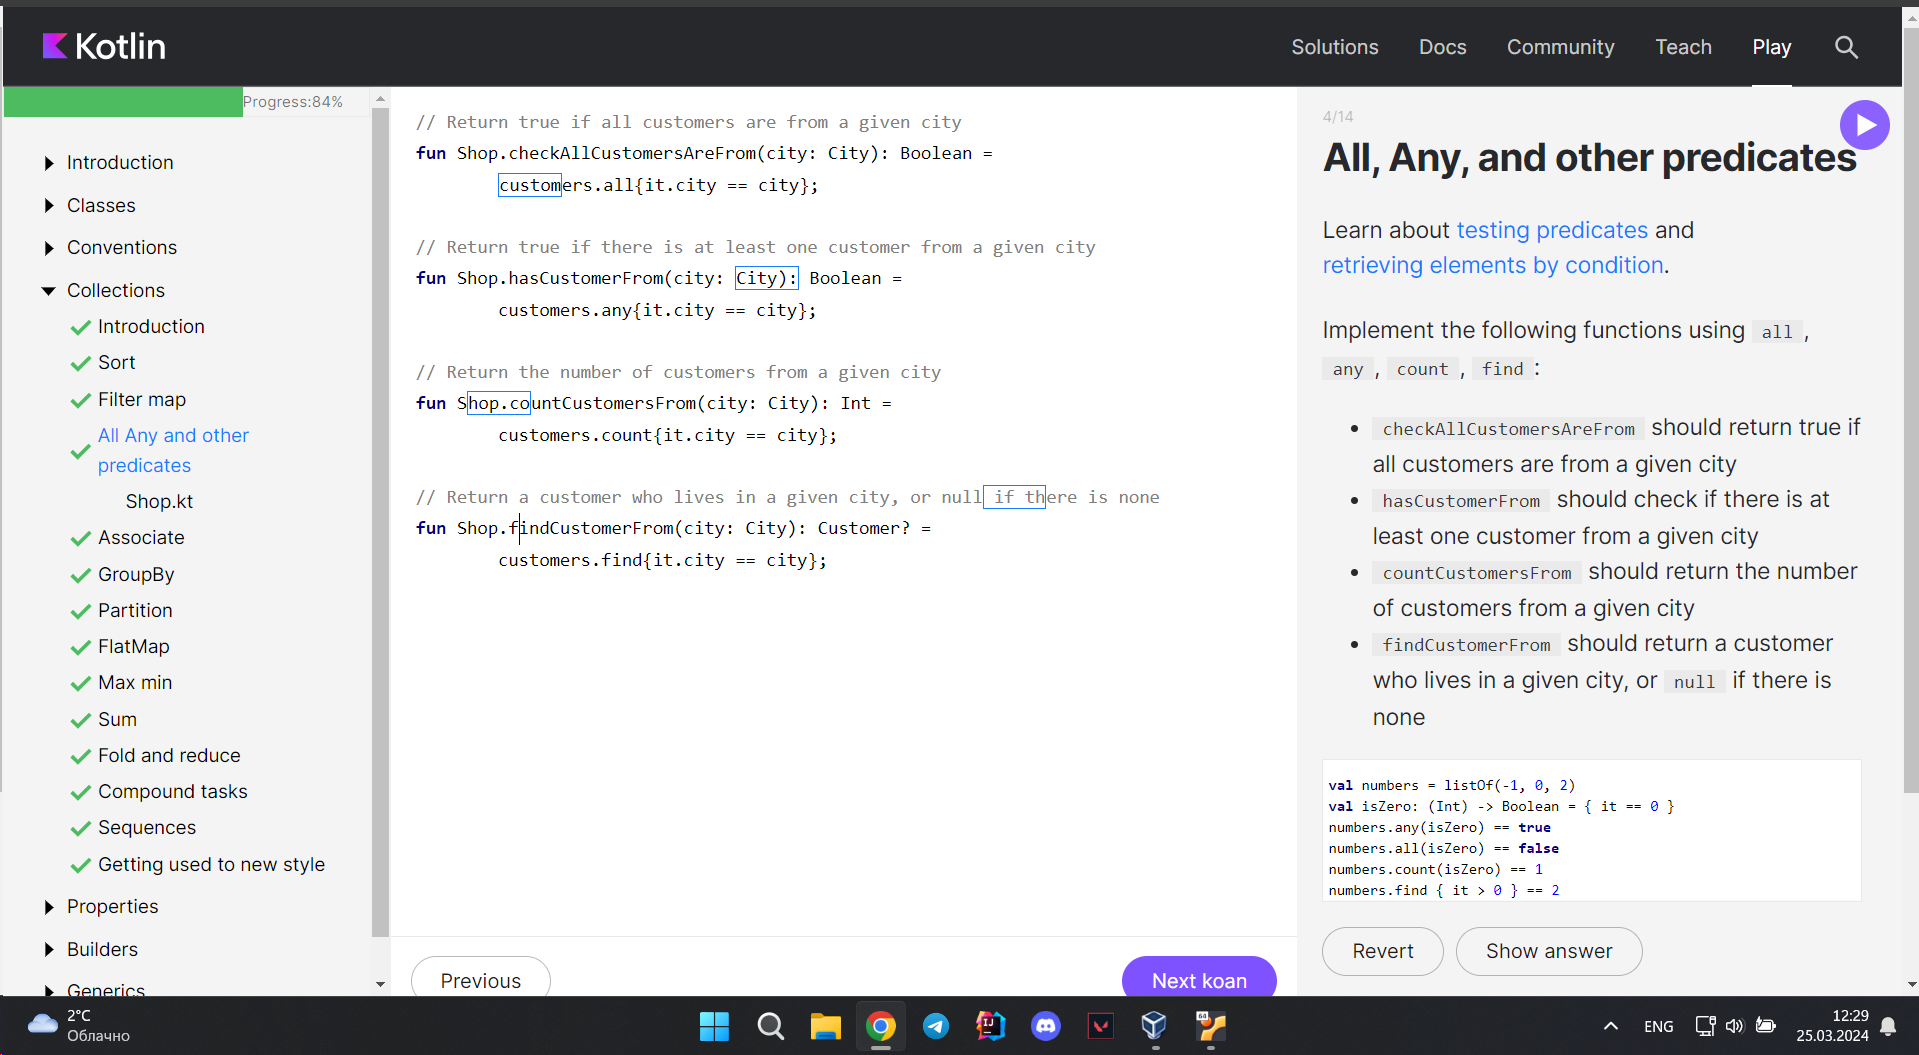 Kotlin
Solutions Docs Community Teach Play
Progress:84%
Introduction
Classes
Conventions
Collections
Introduction
Sort
Filter map
All Any and other
predicates
Shop.kt
Associate
GroupBy
Partition
FlatMap
Max min
Sum
Fold and reduce
Compound tasks
Sequences
Getting used to new style
Properties
Builders
Generics
// Return true if all customers are from a given city
fun Shop.checkAllCustomersAreFrom(city: City): Boolean =
customers.all{it.city == city};
// Return true if there is at least one customer from a given city
fun Shop.hasCustomerFrom(city: City): Boolean =
customers.any{it.city == city};
// Return the number of customers from a given city
fun Shop.countCustomersFrom(city: City): Int =
customers.count{it.city == city};
// Return a customer who lives in a given city, or null if there is none
fun Shop.findCustomerFrom(city: City): Customer? =
customers.find{it.city == city};
Previous
Next koan
4/14
All, Any, and other predicates
Learn about testing predicates and
retrieving elements by condition.
Implement the following functions using all ,
any , count , find :
checkAllCustomersAreFrom should return true if
all customers are from a given city
hasCustomerFrom should check if there is at
least one customer from a given city
countCustomersFrom should return the number
of customers from a given city
findCustomerFrom should return a customer
who lives in a given city, or null if there is
none
val numbers = listOf(-1, 0, 2)
val isZero: (Int) -> Boolean = { it == 0 }
numbers.any(isZero) == true
numbers.all(isZero) == false
numbers.count(isZero) == 1
numbers.find { it > 0 } == 2
Revert
Show answer
2°C
Облачно
IJ
64
ENG
12:29
25.03.2024